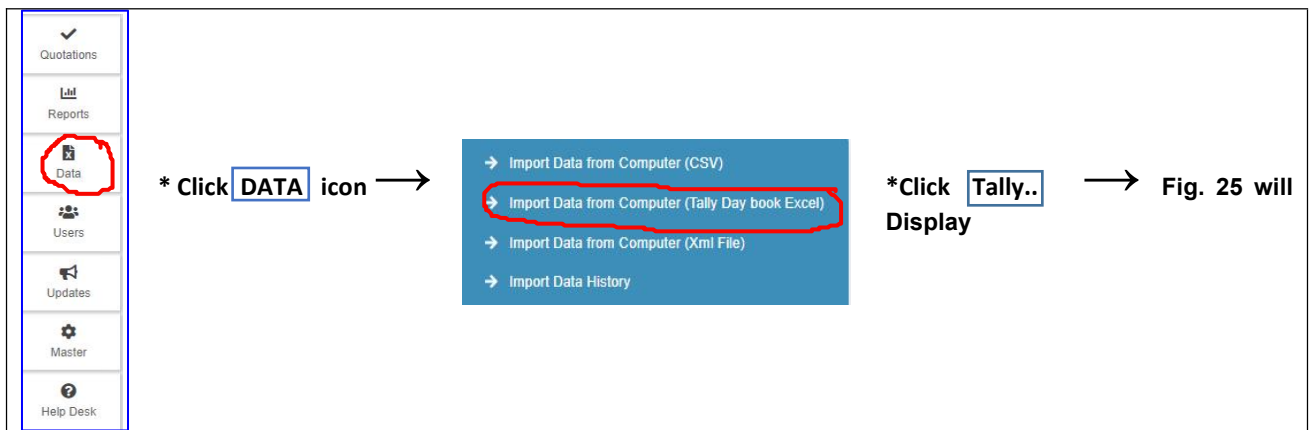 Quotations
Reports
Data
Users
Updates
Master
Help Desk
* Click DATA icon →
→ Import Data from Computer (CSV)
→ Import Data from Computer (Tally Day book Excel)
→ Import Data from Computer (Xml File)
→ Import Data History
*Click Tally.. → Fig. 25 will
Display